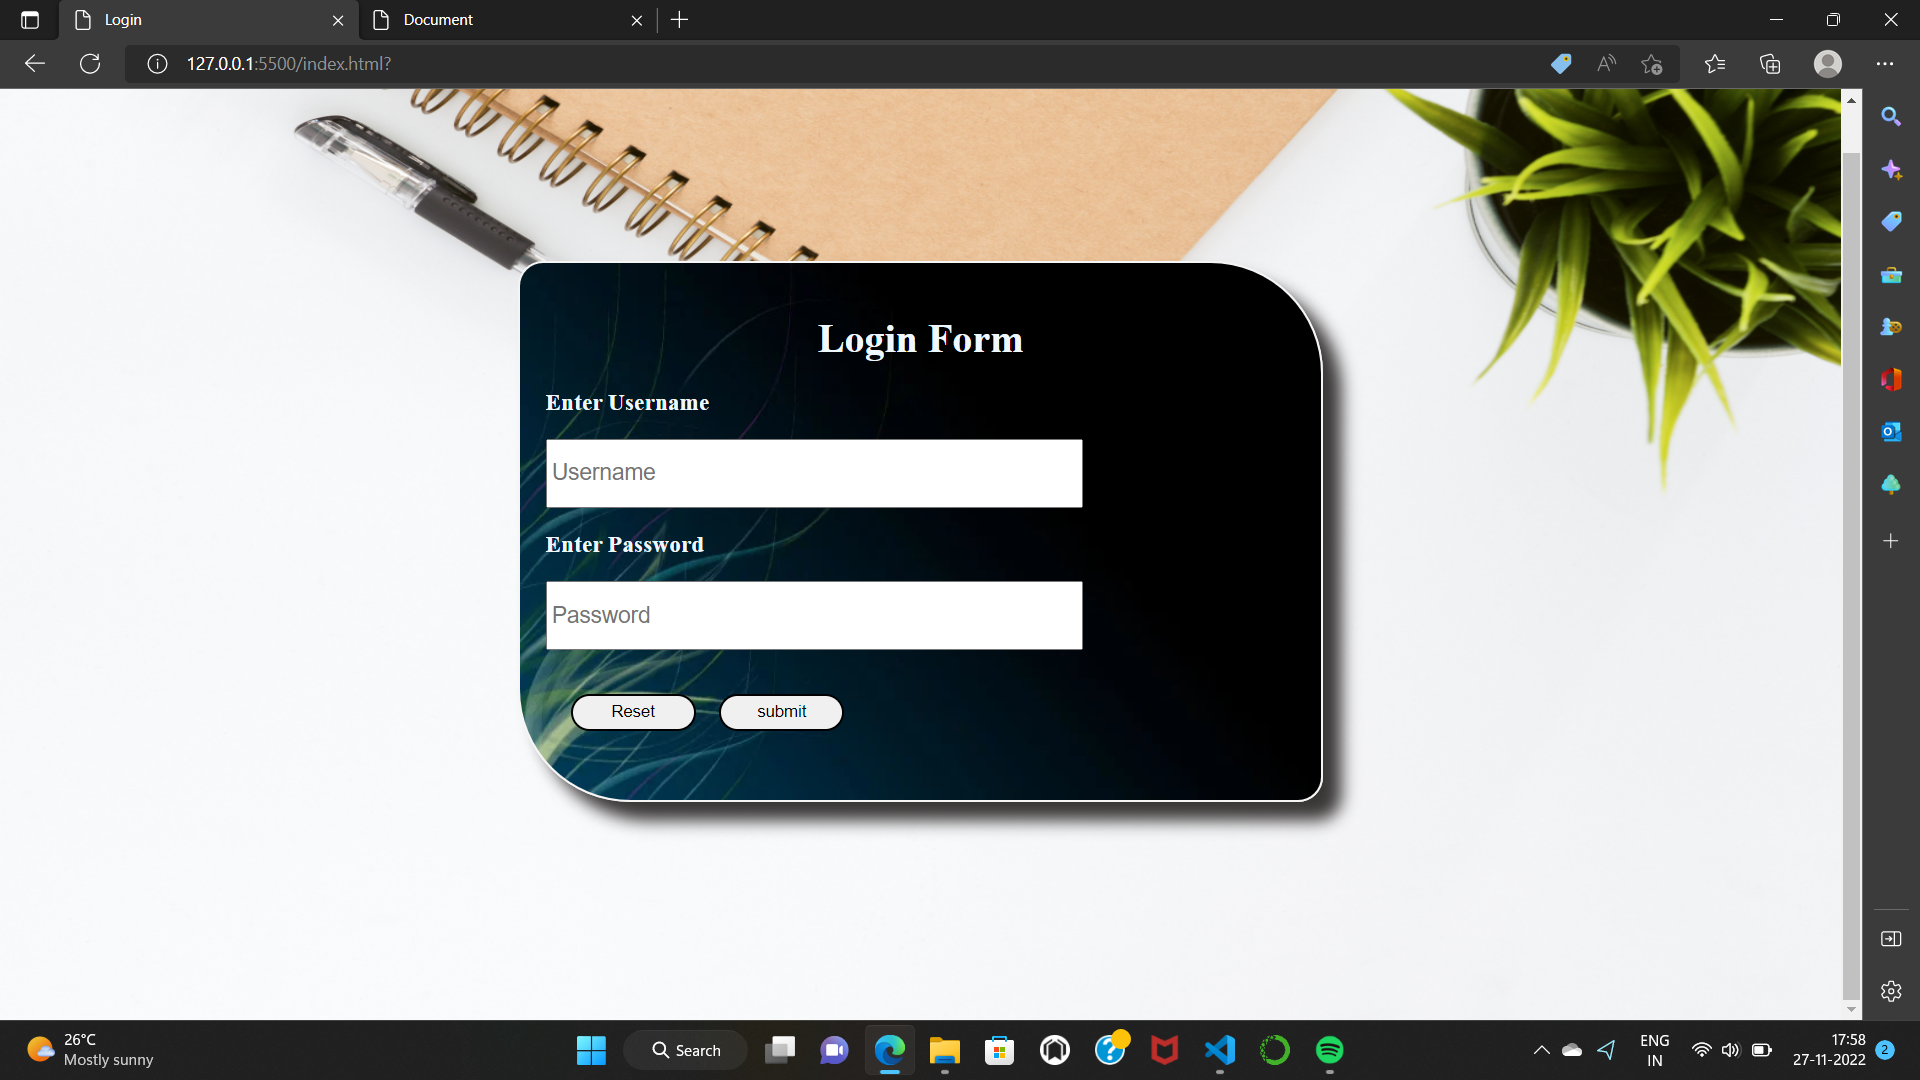 Login
Document
127.0.0.1:5500/index.html?
Login Form
Enter Username
Username
Enter Password
Password
Reset
submit
26°C
Mostly sunny
Search
ENG
IN
17:58
27-11-2022
2